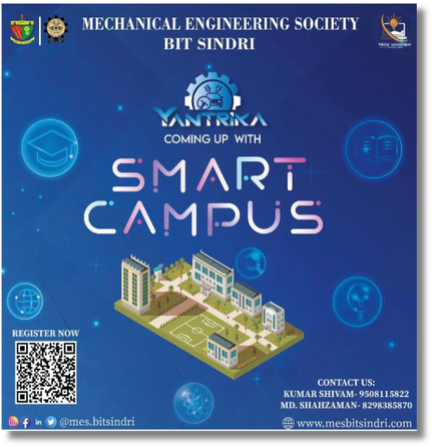 MECHANICAL ENGINEERING SOCIETY
BIT SINDRI
YANTRIKA
COMING UP WITH
SMART
CAMPUS
REGISTER NOW
CONTACT US:
KUMAR SHIVAM- 9508115822
MD. SHAHZAMAN- 8298385870
@mes.bitsindri
www.mesbitsindri.com